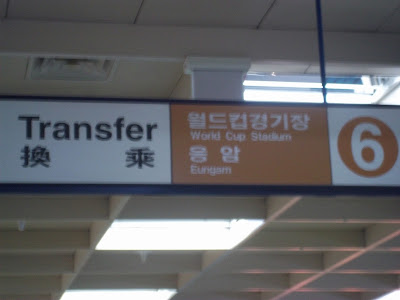 Transfer
換 乘
월드컵경기장
World Cup Stadium
응 암
Eungam
6